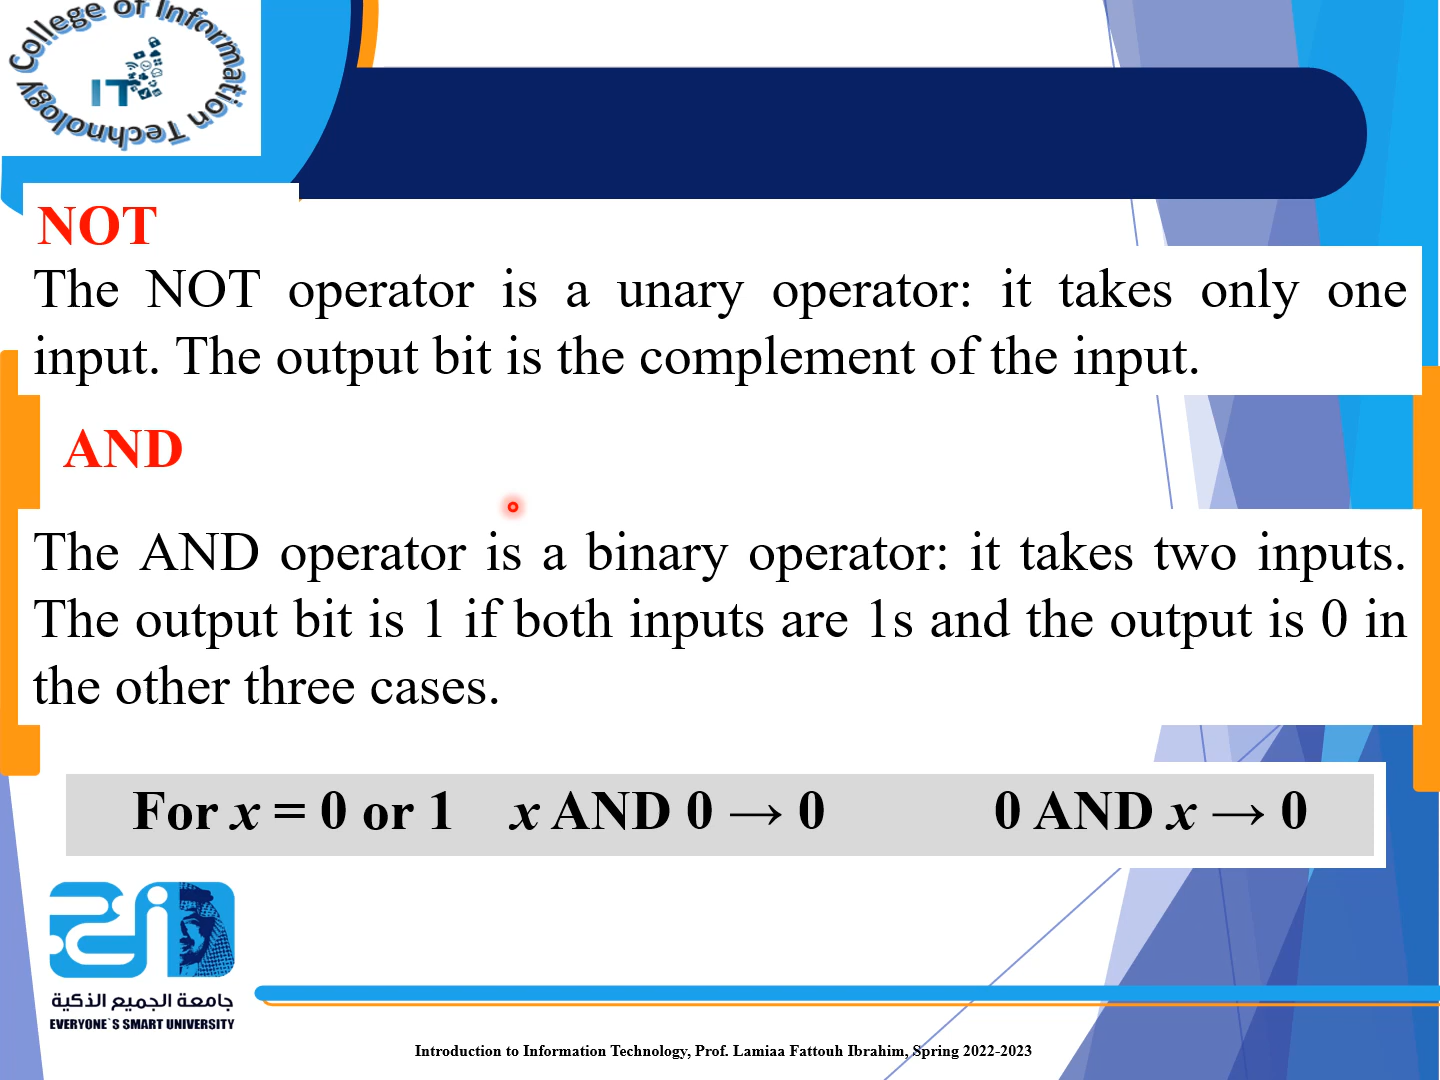 College of Information Technology
IT
NOT
The NOT operator is a unary operator: it takes only one
input. The output bit is the complement of the input.
AND
The AND operator is a binary operator: it takes two inputs.
The output bit is 1 if both inputs are 1s and the output is 0 in
the other three cases.
For x = 0 or 1 x AND 0 → 0 0 AND x → 0
جامعة الجميع الذكية
EVERYONE`S SMART UNIVERSITY
Introduction to Information Technology, Prof. Lamiaa Fattouh Ibrahim, Spring 2022-2023